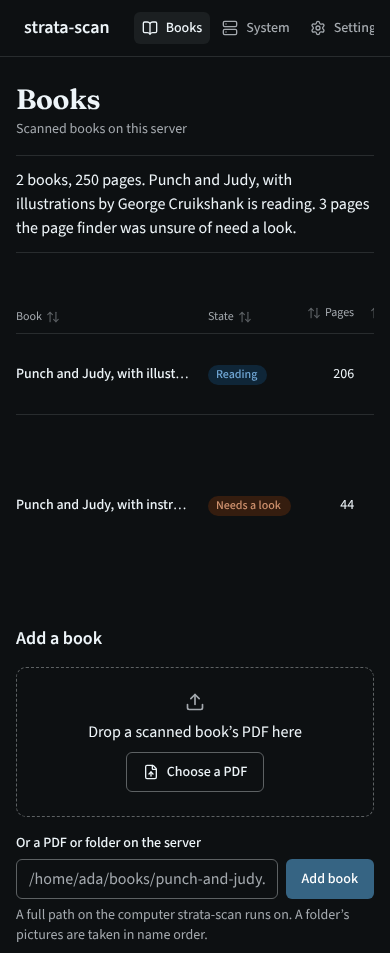 strata-scan Books System Setting
Books
Scanned books on this server
2 books, 250 pages. Punch and Judy, with
illustrations by George Cruikshank is reading. 3 pages
the page finder was unsure of need a look.
Book State Pages
Punch and Judy, with illust… Reading 206
Punch and Judy, with instr… Needs a look 44
Add a book
Drop a scanned book’s PDF here
Choose a PDF
Or a PDF or folder on the server
/home/ada/books/punch-and-judy. Add book
A full path on the computer strata-scan runs on. A folder’s
pictures are taken in name order.